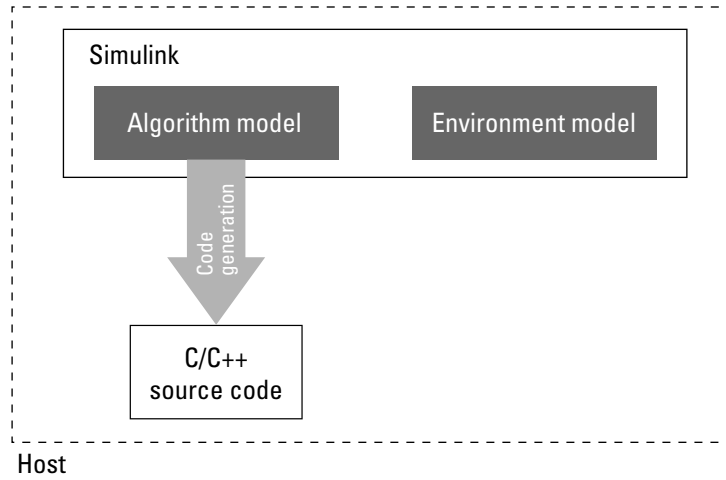 Simulink
Algorithm model
Environment model
Code
generation
C/C++
source code
Host